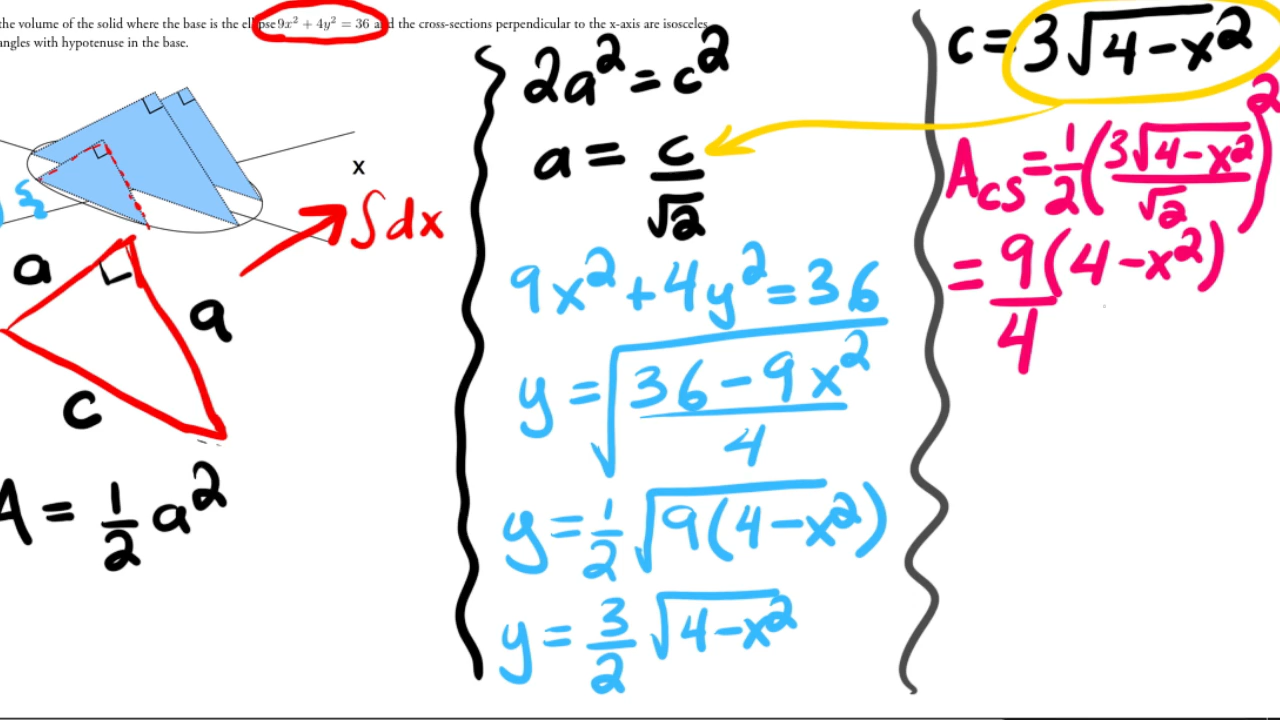 the volume of the solid where the base is the ellipse 9x² + 4y² = 36 and the cross-sections perpendicular to the x-axis are isosceles
angles with hypotenuse in the base.
x
∫dx
a
a
c
A = 1/2 a²
2a² = c²
a = c/√2
9x² + 4y² = 36
y = √((36 − 9x²)/4)
y = 1/2 √(9(4−x²))
y = 3/2 √(4−x²)
c = 3√(4−x²)
A_CS = 1/2 (3√(4−x²)/√2)²
= 9/4 (4−x²)